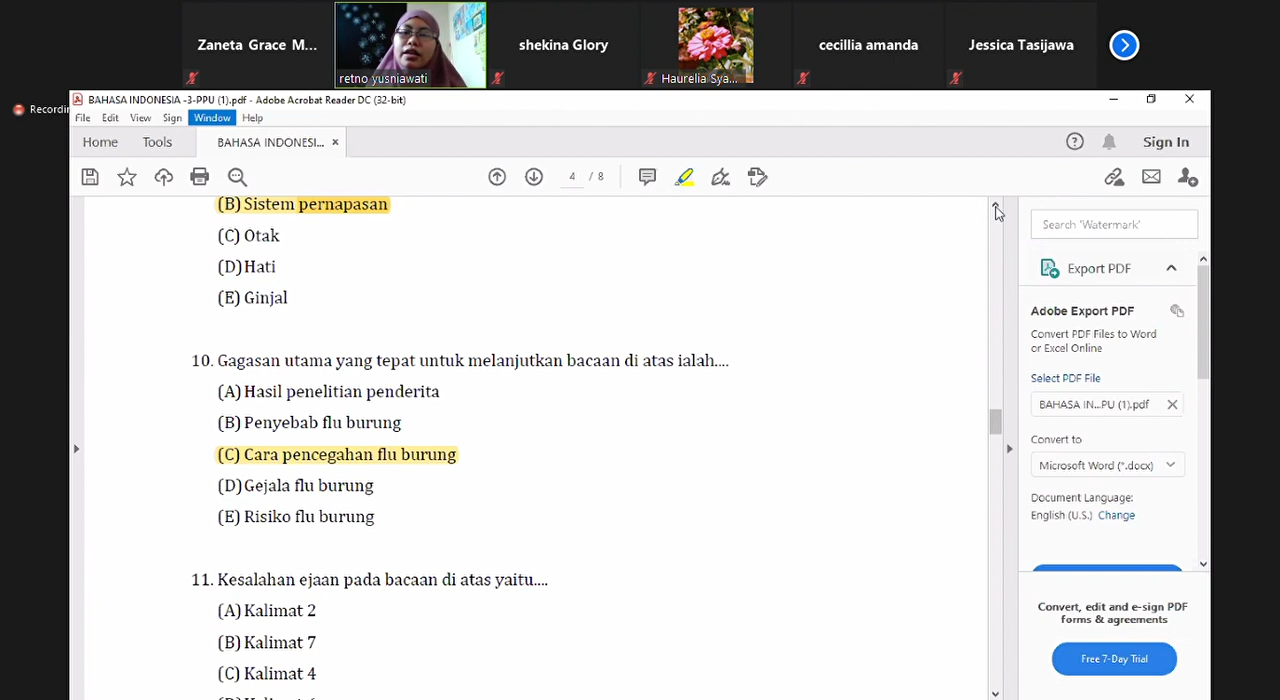 Zaneta Grace M...
retno yusniawati
shekina Glory
Haurelia Sya...
cecillia amanda
Jessica Tasijawa
Recordin
BAHASA INDONESIA -3-PPU (1).pdf - Adobe Acrobat Reader DC (32-bit)
File Edit View Sign Window Help
Home Tools BAHASA INDONESI... × Sign In
4 / 8
(B) Sistem pernapasan
(C) Otak
(D) Hati
(E) Ginjal
10. Gagasan utama yang tepat untuk melanjutkan bacaan di atas ialah....
(A) Hasil penelitian penderita
(B) Penyebab flu burung
(C) Cara pencegahan flu burung
(D) Gejala flu burung
(E) Risiko flu burung
11. Kesalahan ejaan pada bacaan di atas yaitu....
(A) Kalimat 2
(B) Kalimat 7
(C) Kalimat 4
Search 'Watermark'
Export PDF
Adobe Export PDF
Convert PDF Files to Word
or Excel Online
Select PDF File
BAHASA IN...PU (1).pdf
Convert to
Microsoft Word (*.docx)
Document Language:
English (U.S.) Change
Convert, edit and e-sign PDF
forms & agreements
Free 7-Day Trial